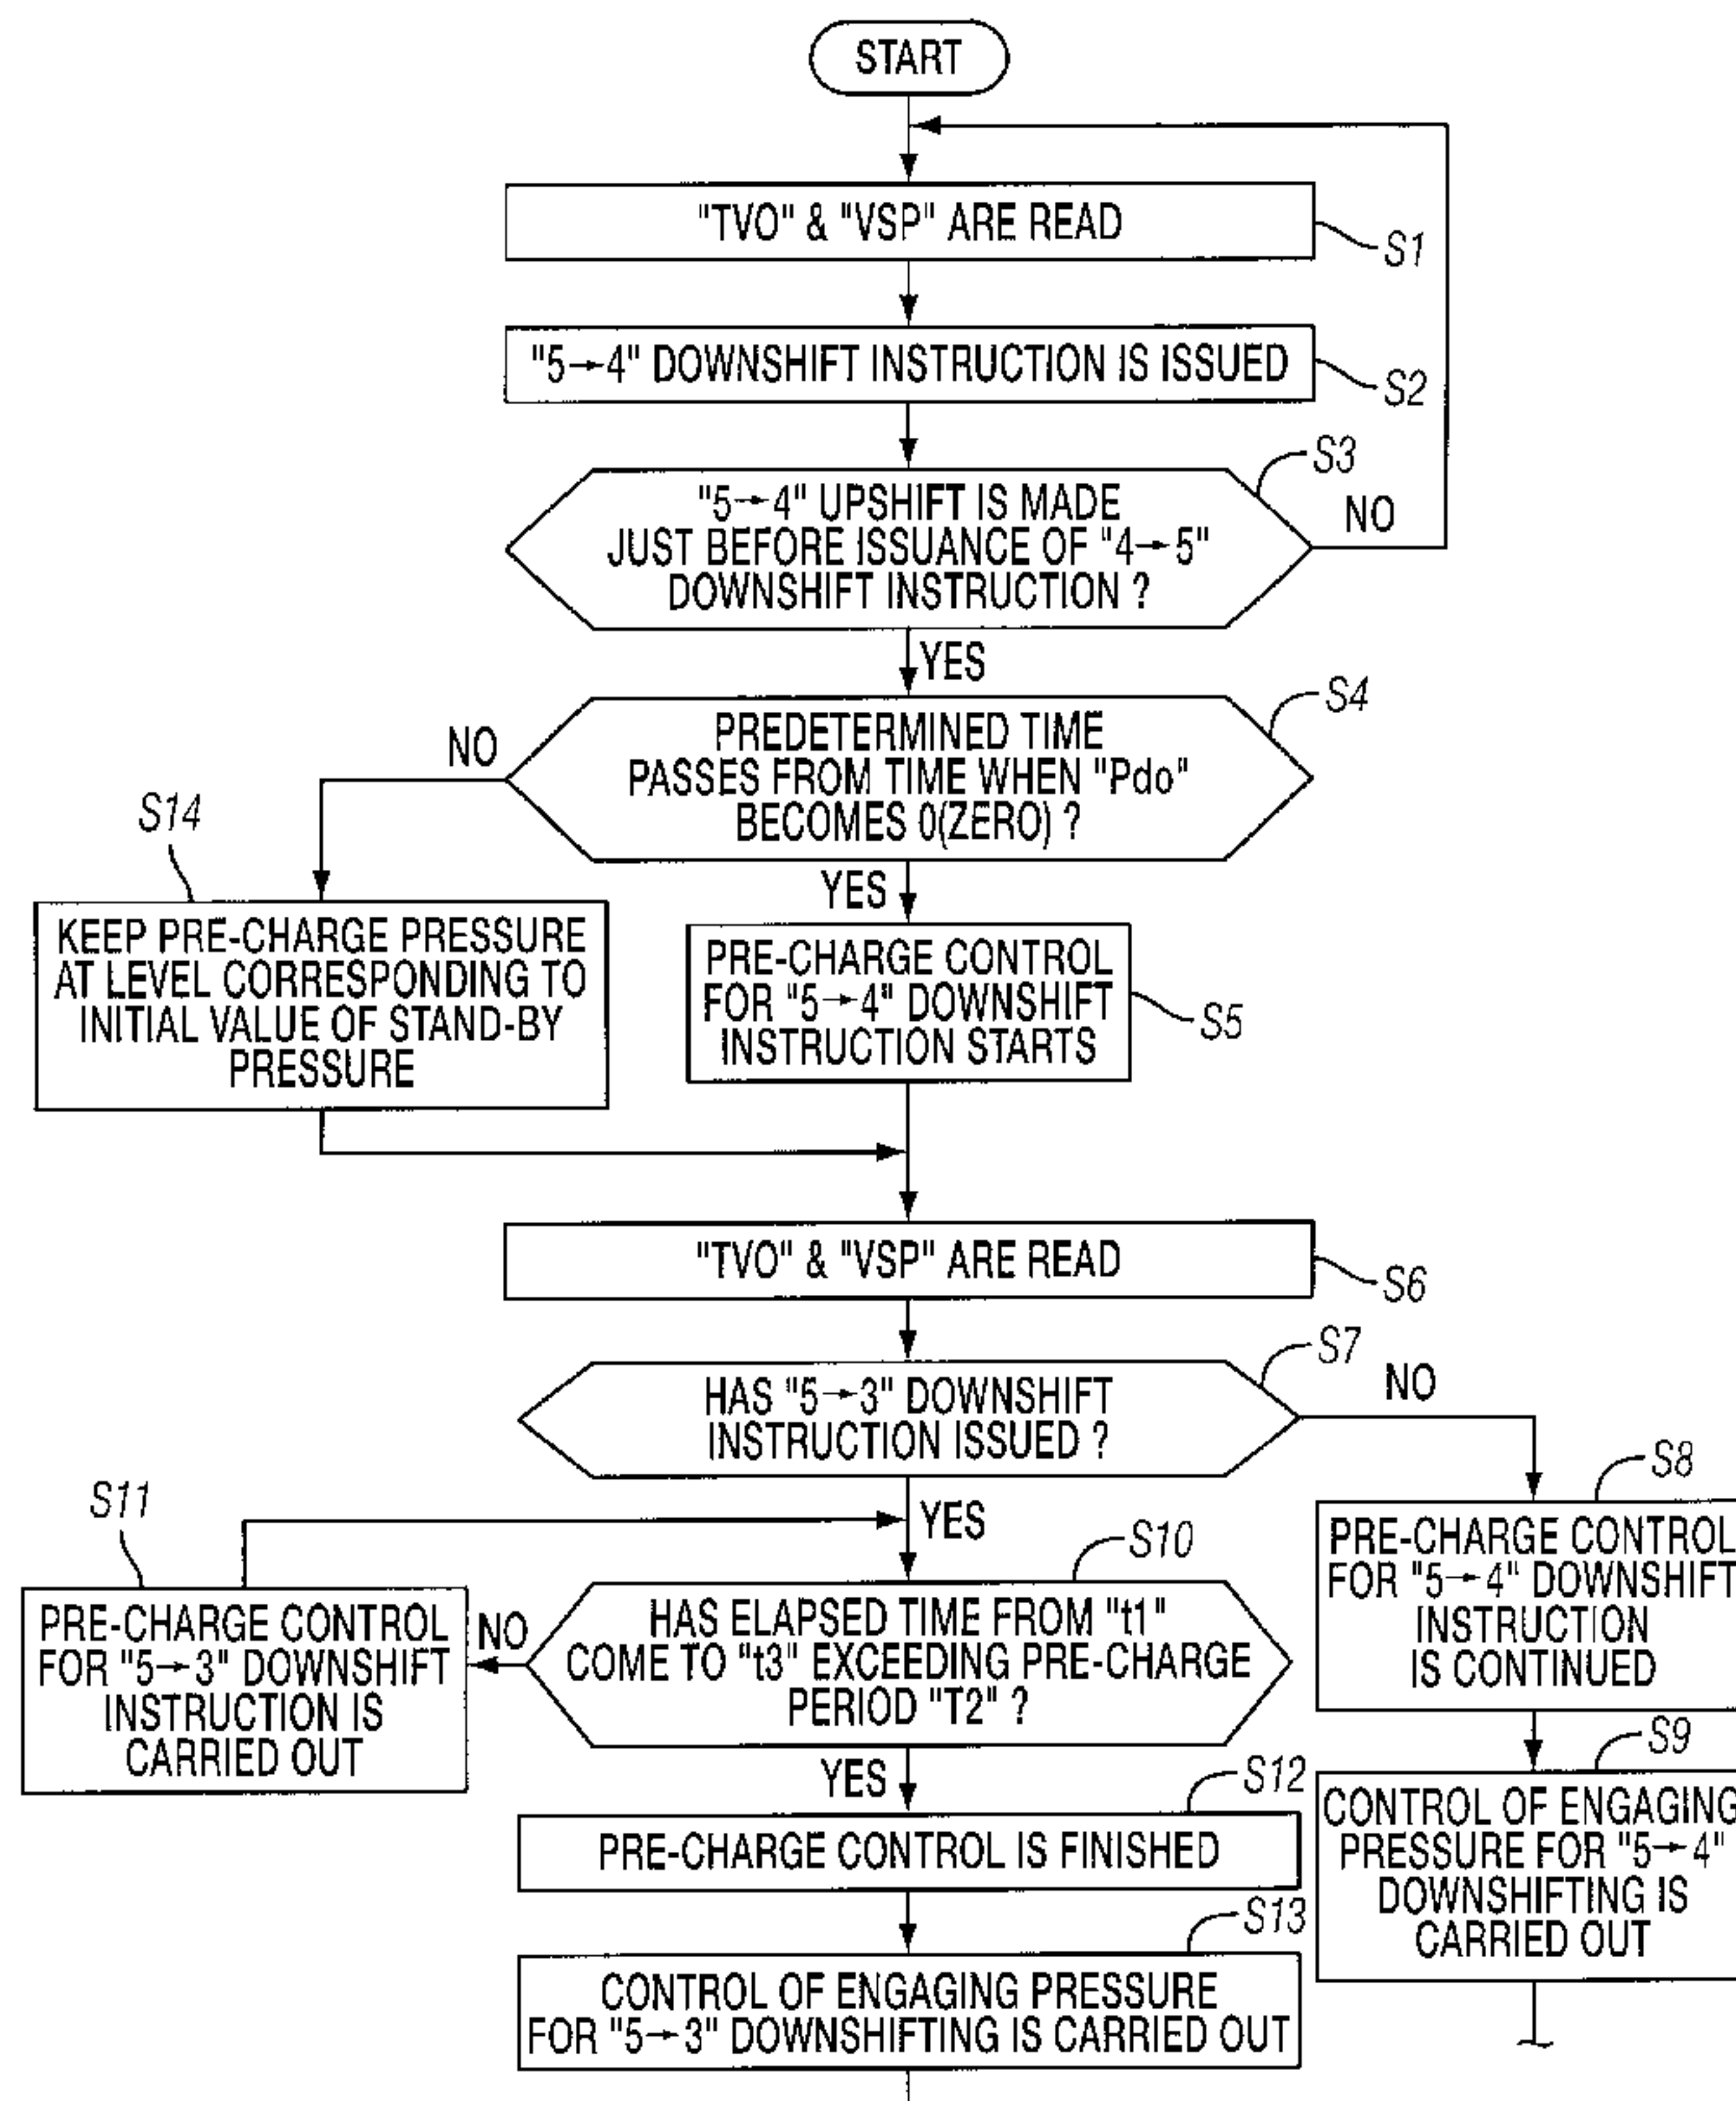 START
"TVO" & "VSP" ARE READ
S1
"5→4" DOWNSHIFT INSTRUCTION IS ISSUED
S2
S3
"5→4" UPSHIFT IS MADE
JUST BEFORE ISSUANCE OF "4→5"
DOWNSHIFT INSTRUCTION ?
NO
YES
S4
PREDETERMINED TIME
PASSES FROM TIME WHEN "Pdo"
BECOMES 0(ZERO) ?
NO
YES
S14
KEEP PRE-CHARGE PRESSURE
AT LEVEL CORRESPONDING TO
INITIAL VALUE OF STAND-BY
PRESSURE
PRE-CHARGE CONTROL
FOR "5→4" DOWNSHIFT
INSTRUCTION STARTS
S5
"TVO" & "VSP" ARE READ
S6
S7
HAS "5→3" DOWNSHIFT
INSTRUCTION ISSUED ?
NO
YES
S8
PRE-CHARGE CONTROL
FOR "5→4" DOWNSHIFT
INSTRUCTION
IS CONTINUED
S9
CONTROL OF ENGAGING
PRESSURE FOR "5→4"
DOWNSHIFTING IS
CARRIED OUT
S10
HAS ELAPSED TIME FROM "t1"
COME TO "t3" EXCEEDING PRE-CHARGE
PERIOD "T2" ?
NO
S11
PRE-CHARGE CONTROL
FOR "5→3" DOWNSHIFT
INSTRUCTION IS
CARRIED OUT
YES
S12
PRE-CHARGE CONTROL IS FINISHED
S13
CONTROL OF ENGAGING PRESSURE
FOR "5→3" DOWNSHIFTING IS CARRIED OUT